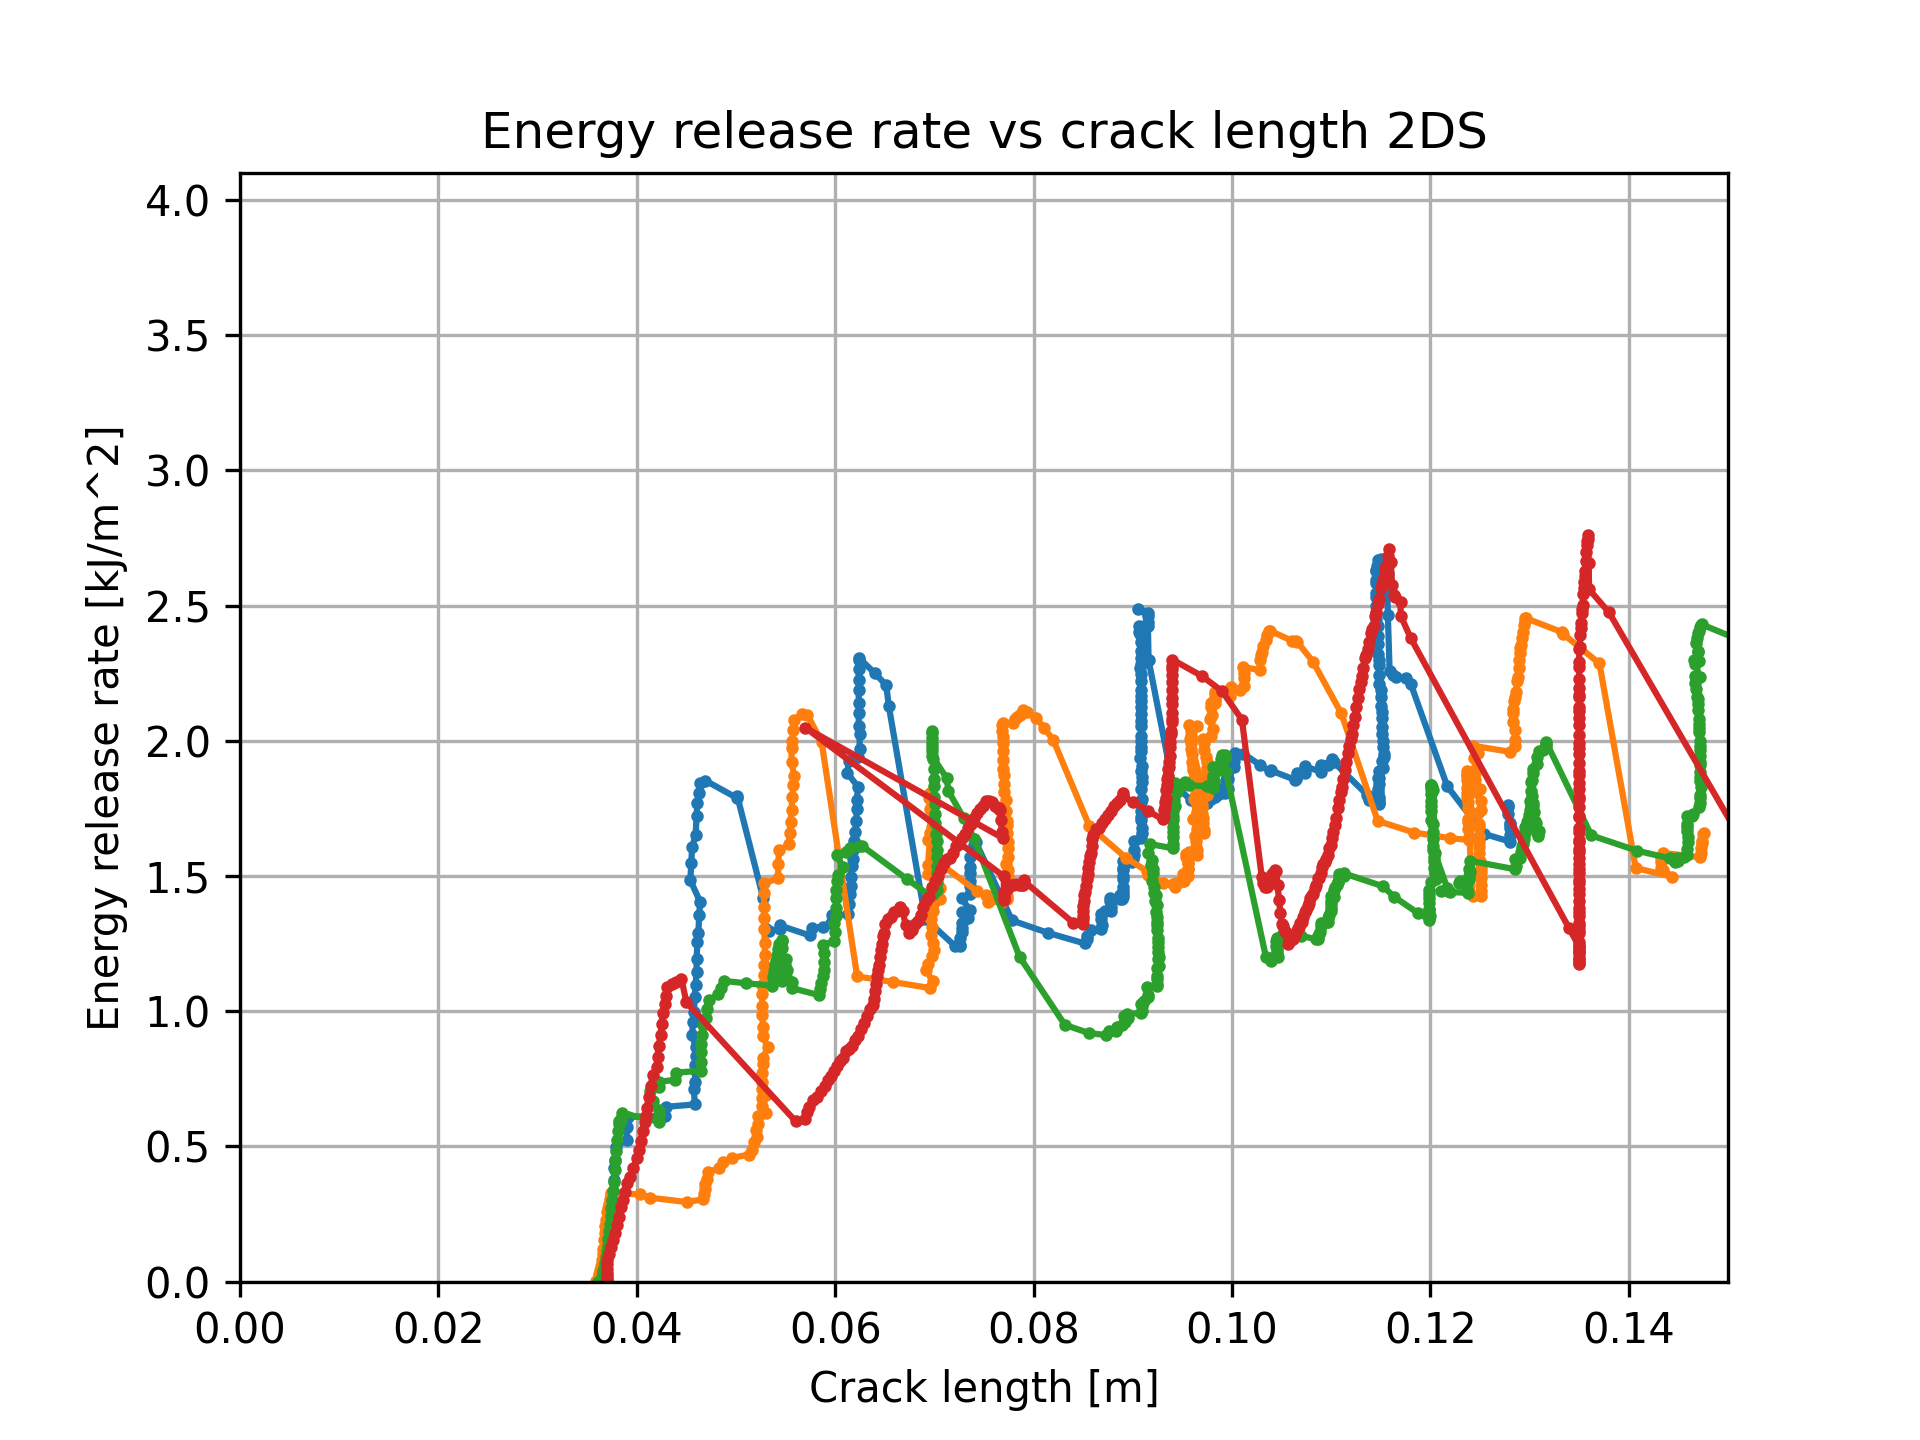 Energy release rate vs crack length 2DS
4.0
3.5
3.0
2.5
2.0
1.5
1.0
0.5
0.0
Energy release rate [kJ/m^2]
0.00 0.02 0.04 0.06 0.08 0.10 0.12 0.14
Crack length [m]